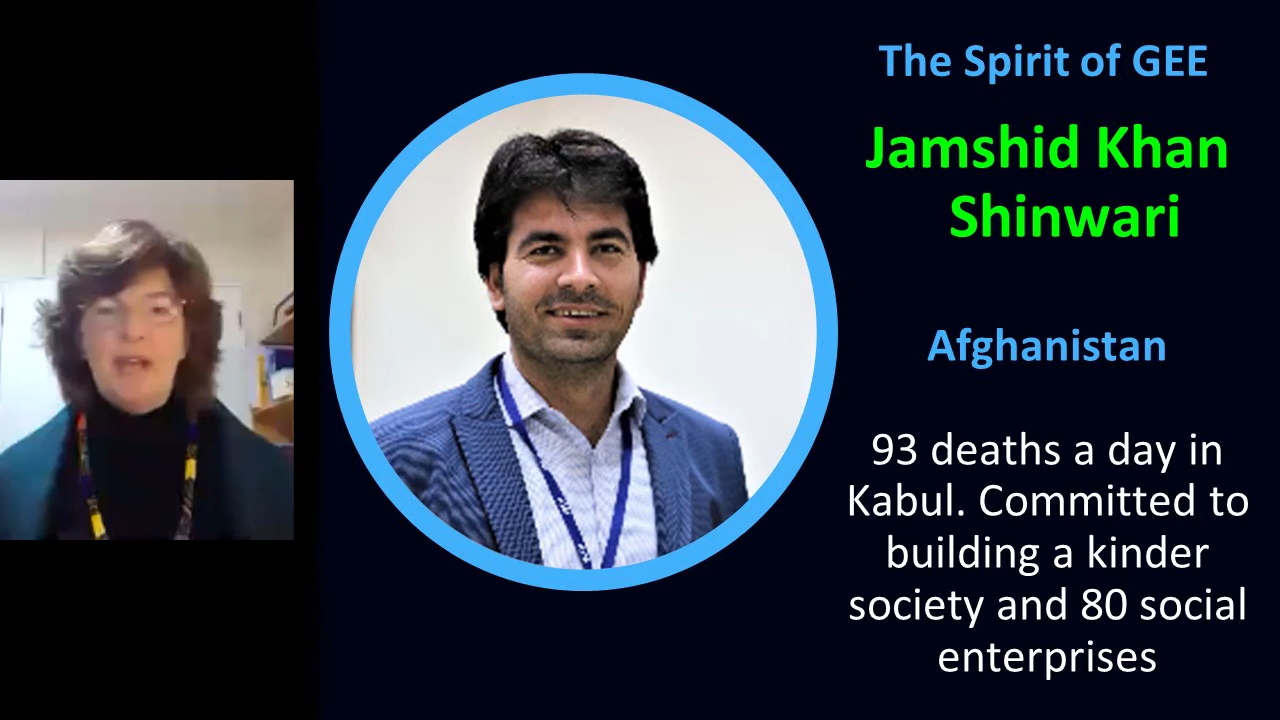 The Spirit of GEE
Jamshid Khan
Shinwari
Afghanistan
93 deaths a day in
Kabul. Committed to
building a kinder
society and 80 social
enterprises